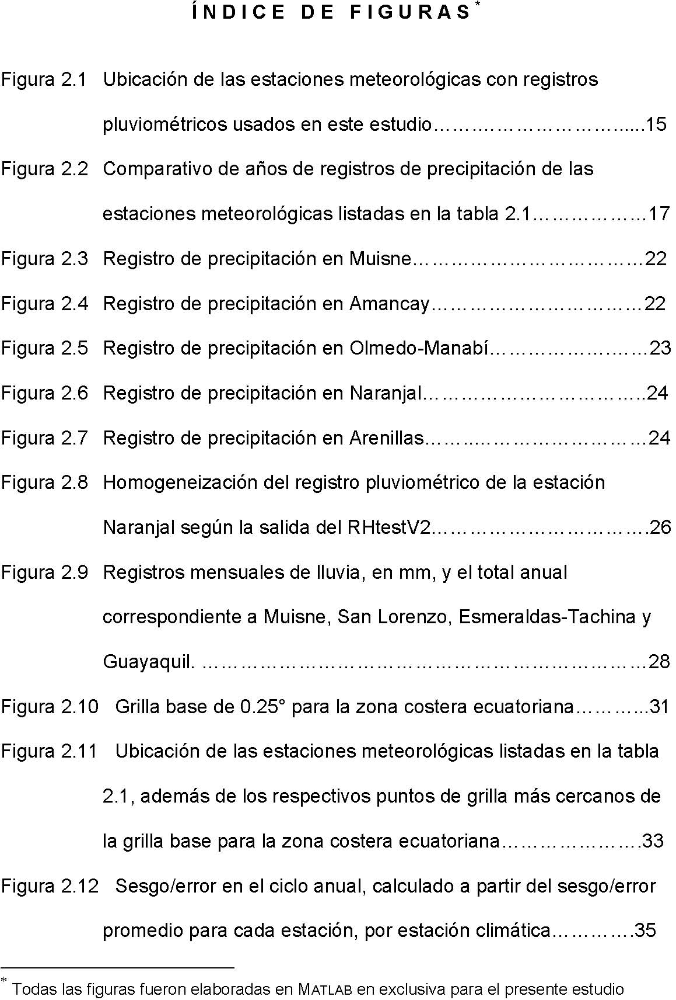 ÍNDICE DE FIGURAS*
Figura 2.1 Ubicación de las estaciones meteorológicas con registros
pluviométricos usados en este estudio…….…………………......15
Figura 2.2 Comparativo de años de registros de precipitación de las
estaciones meteorológicas listadas en la tabla 2.1………………17
Figura 2.3 Registro de precipitación en Muisne………………………………22
Figura 2.4 Registro de precipitación en Amancay……………………………22
Figura 2.5 Registro de precipitación en Olmedo-Manabí……………….……23
Figura 2.6 Registro de precipitación en Naranjal……………………………..24
Figura 2.7 Registro de precipitación en Arenillas……..………………………24
Figura 2.8 Homogeneización del registro pluviométrico de la estación
Naranjal según la salida del RHtestV2…………………………….26
Figura 2.9 Registros mensuales de lluvia, en mm, y el total anual
correspondiente a Muisne, San Lorenzo, Esmeraldas-Tachina y
Guayaquil. ……………………………………………………………28
Figura 2.10 Grilla base de 0.25° para la zona costera ecuatoriana………...31
Figura 2.11 Ubicación de las estaciones meteorológicas listadas en la tabla
2.1, además de los respectivos puntos de grilla más cercanos de
la grilla base para la zona costera ecuatoriana………………….33
Figura 2.12 Sesgo/error en el ciclo anual, calculado a partir del sesgo/error
promedio para cada estación, por estación climática………….35
* Todas las figuras fueron elaboradas en MATLAB en exclusiva para el presente estudio